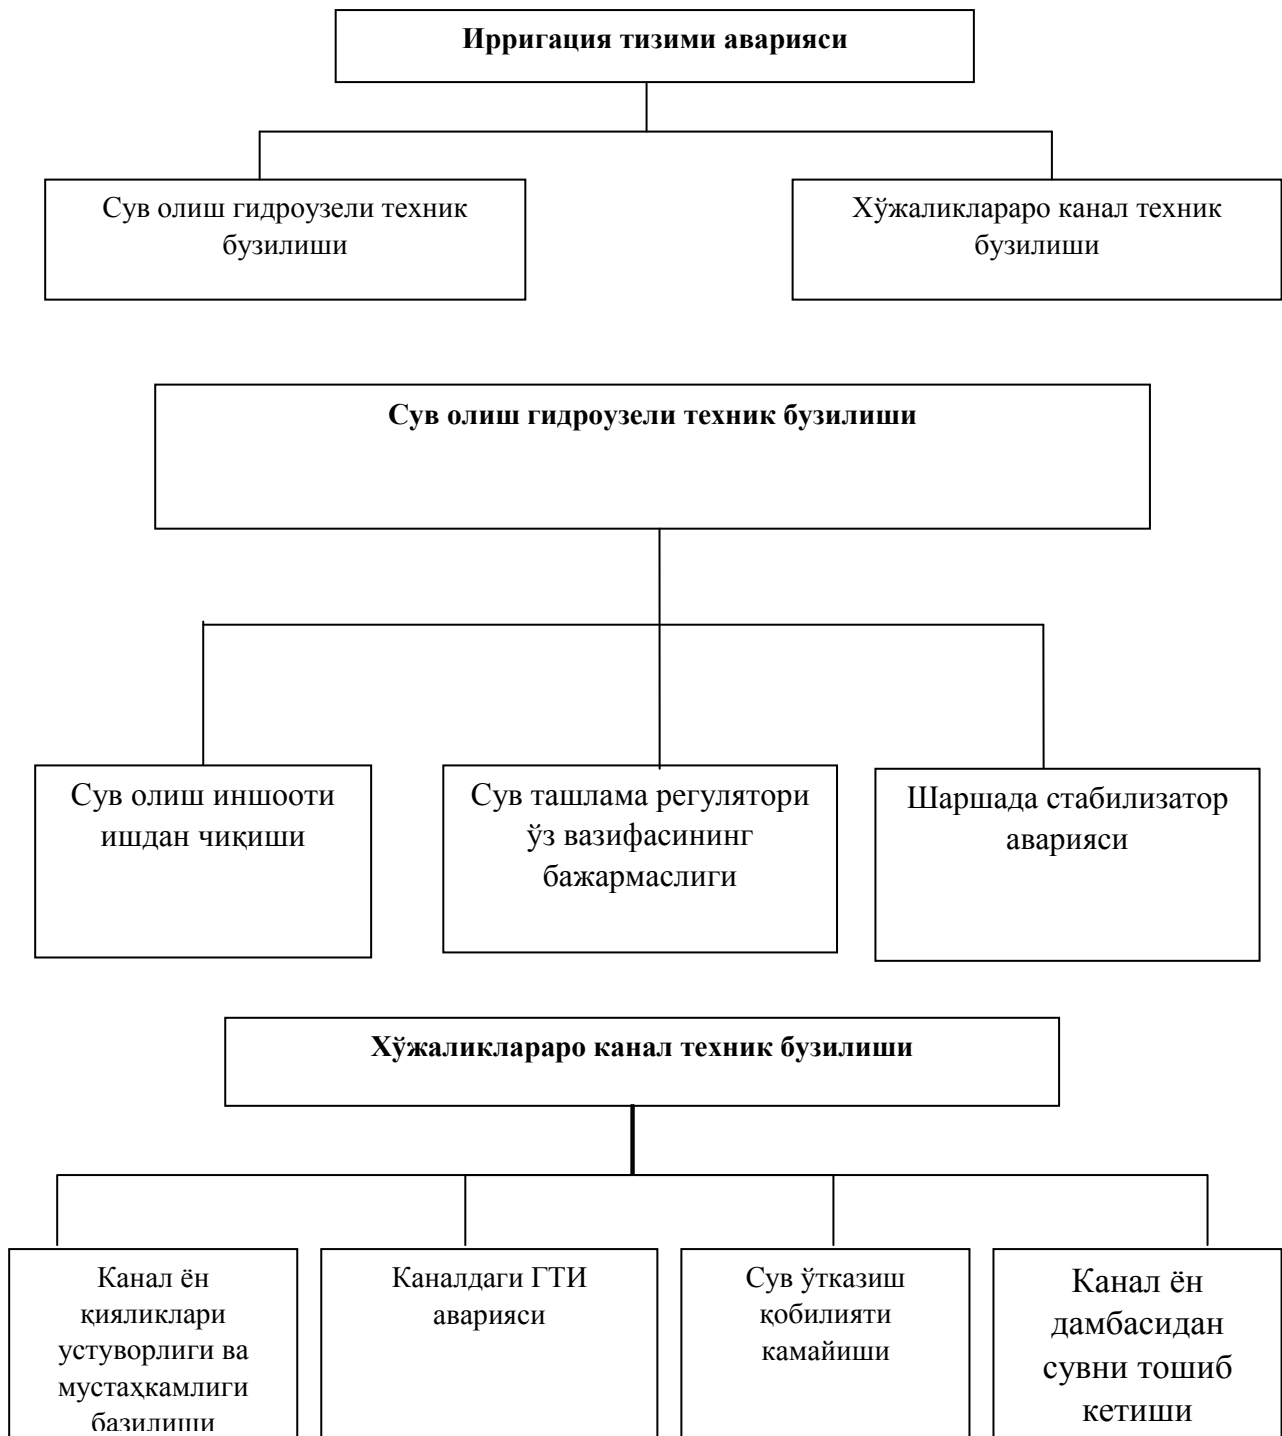 Ирригация тизими аварияси
Сув олиш гидроузели техник
бузилиши
Хўжаликлараро канал техник
бузилиши
Сув олиш гидроузели техник бузилиши
Сув олиш иншооти
ишдан чиқиши
Сув ташлама регулятори
ўз вазифасининг
бажармаслиги
Шаршада стабилизатор
аварияси
Хўжаликлараро канал техник бузилиши
Канал ён
қияликлари
устуворлиги ва
мустаҳкамлиги
базилиши
Каналдаги ГТИ
аварияси
Сув ўтказиш
қобилияти
камайиши
Канал ён
дамбасидан
сувни тошиб
кетиши